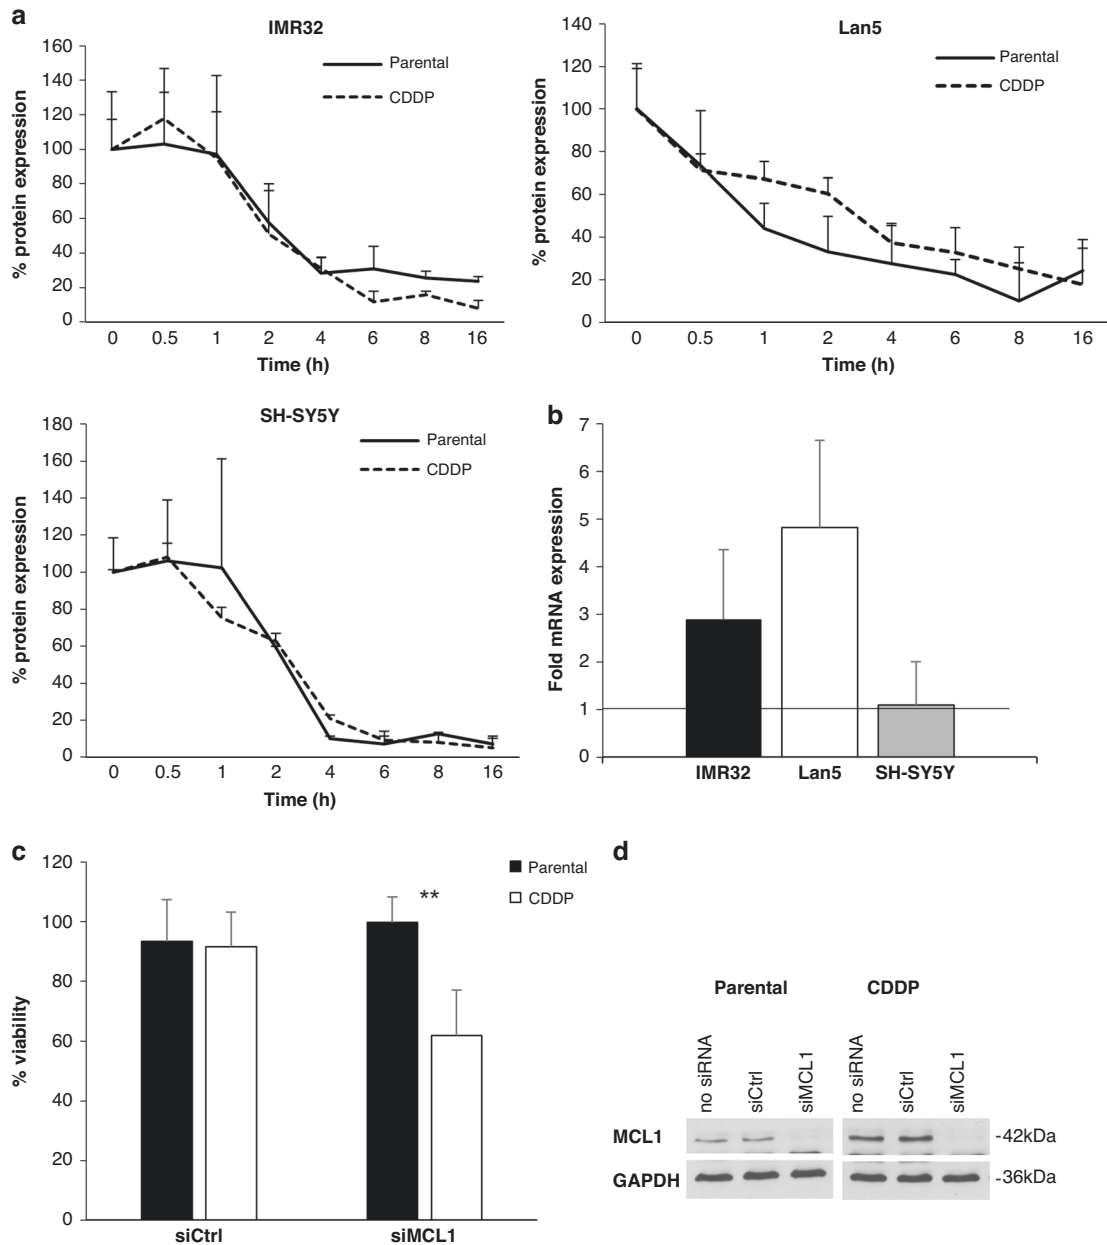 a
IMR32
160
140
120
100
80
60
40
20
0
% protein expression
Parental
CDDP
0 0.5 1 2 4 6 8 16
Time (h)
Lan5
140
120
100
80
60
40
20
0
% protein expression
Parental
CDDP
0 0.5 1 2 4 6 8 16
Time (h)
SH-SY5Y
180
160
140
120
100
80
60
40
20
0
% protein expression
Parental
CDDP
0 0.5 1 2 4 6 8 16
Time (h)
b
7
6
5
4
3
2
1
0
Fold mRNA expression
IMR32 Lan5 SH-SY5Y
c
120
100
80
60
40
20
0
% viability
Parental
CDDP
**
siCtrl siMCL1
d
Parental CDDP
no siRNA siCtrl siMCL1 no siRNA siCtrl siMCL1
MCL1 -42kDa
GAPDH -36kDa